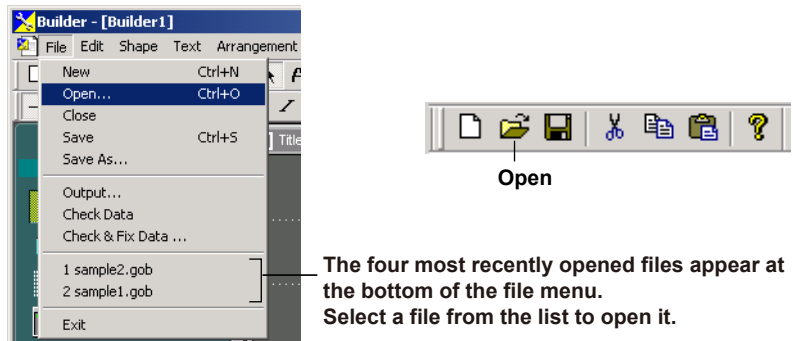 Builder - [Builder1]
File Edit Shape Text Arrangement
New Ctrl+N
Open... Ctrl+O
Close
Save Ctrl+S
Save As...
Output...
Check Data
Check & Fix Data ...
1 sample2.gob
2 sample1.gob
Exit
Title
Open
The four most recently opened files appear at
the bottom of the file menu.
Select a file from the list to open it.